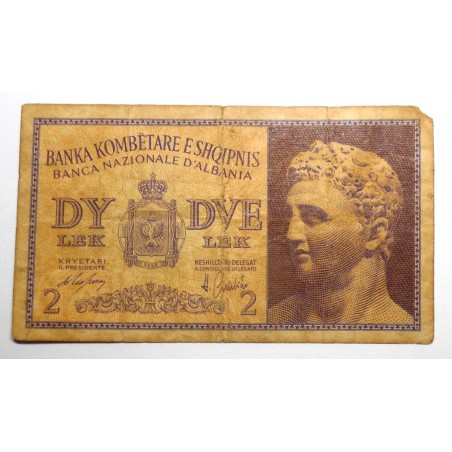 BANKA KOMBËTARE E SHQIPNIS
BANCA NAZIONALE D'ALBANIA
DY DVE
LEK LEK
KRYETARI KESHILLTARI DELEGAT
IL PRESIDENTE IL CONSIGLIERE DELEGATO
2 2